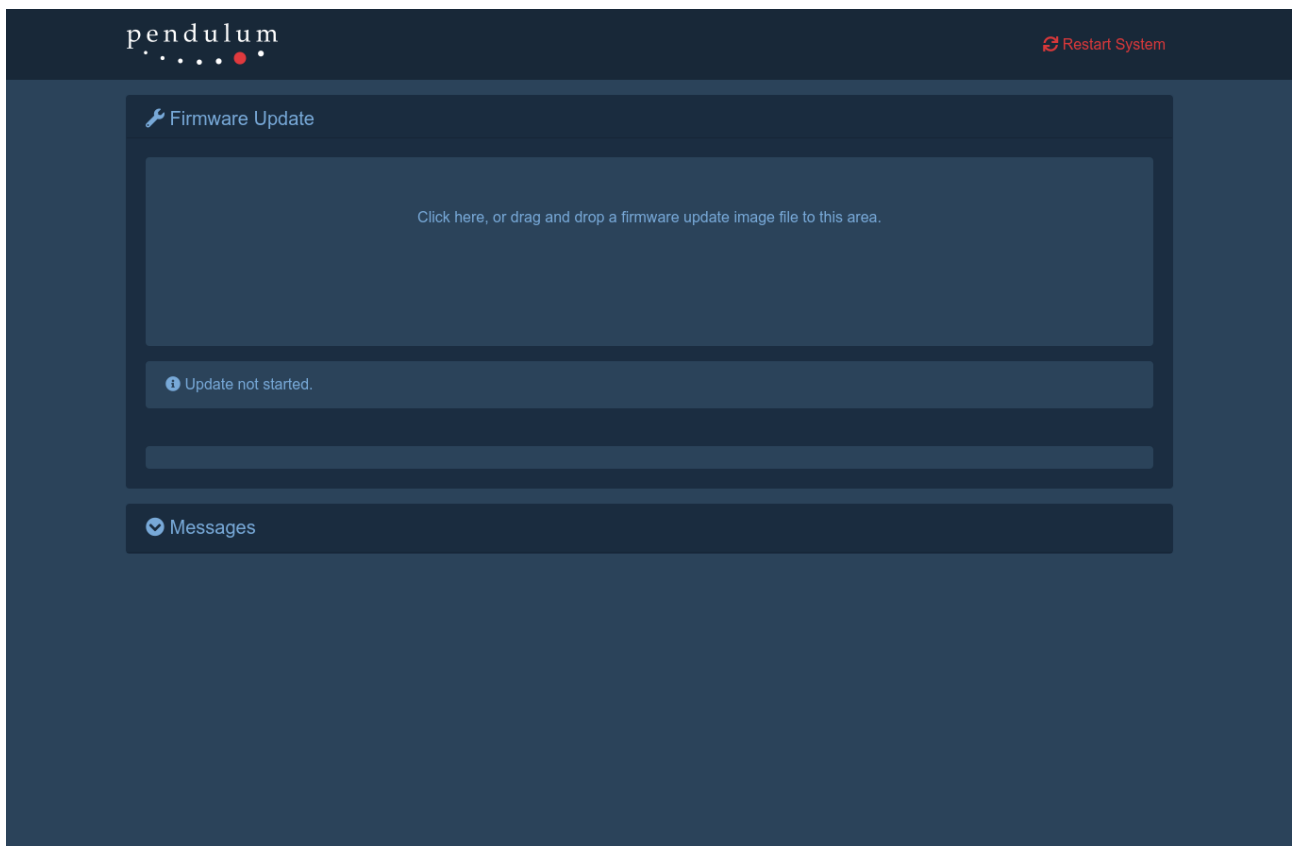 pendulum
Restart System
Firmware Update
Click here, or drag and drop a firmware update image file to this area.
Update not started.
Messages